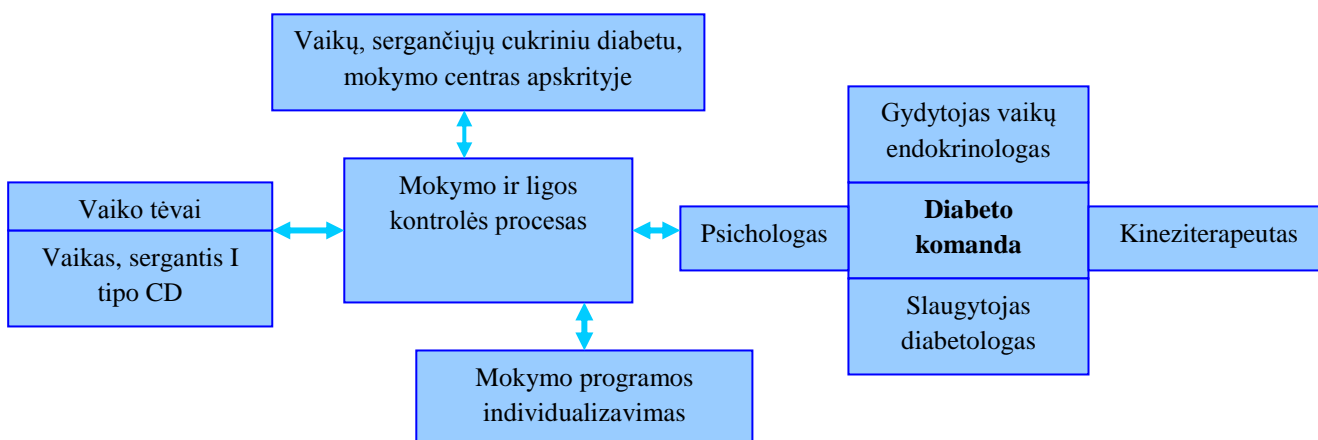 Vaikų, sergančiųjų cukriniu diabetu,
mokymo centras apskrityje
Gydytojas vaikų
endokrinologas
Mokymo ir ligos
kontrolės procesas
Vaiko tėvai
Vaikas, sergantis I
tipo CD
Psichologas
Diabeto
komanda
Kineziterapeutas
Slaugytojas
diabetologas
Mokymo programos
individualizavimas